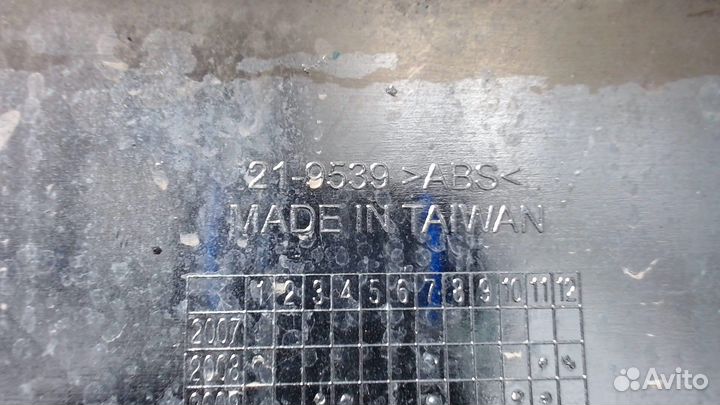 21-9539 >ABS<
MADE IN TAIWAN
1 2 3 4 5 6 7 8 9 10 11 12
2007
2008
Avito